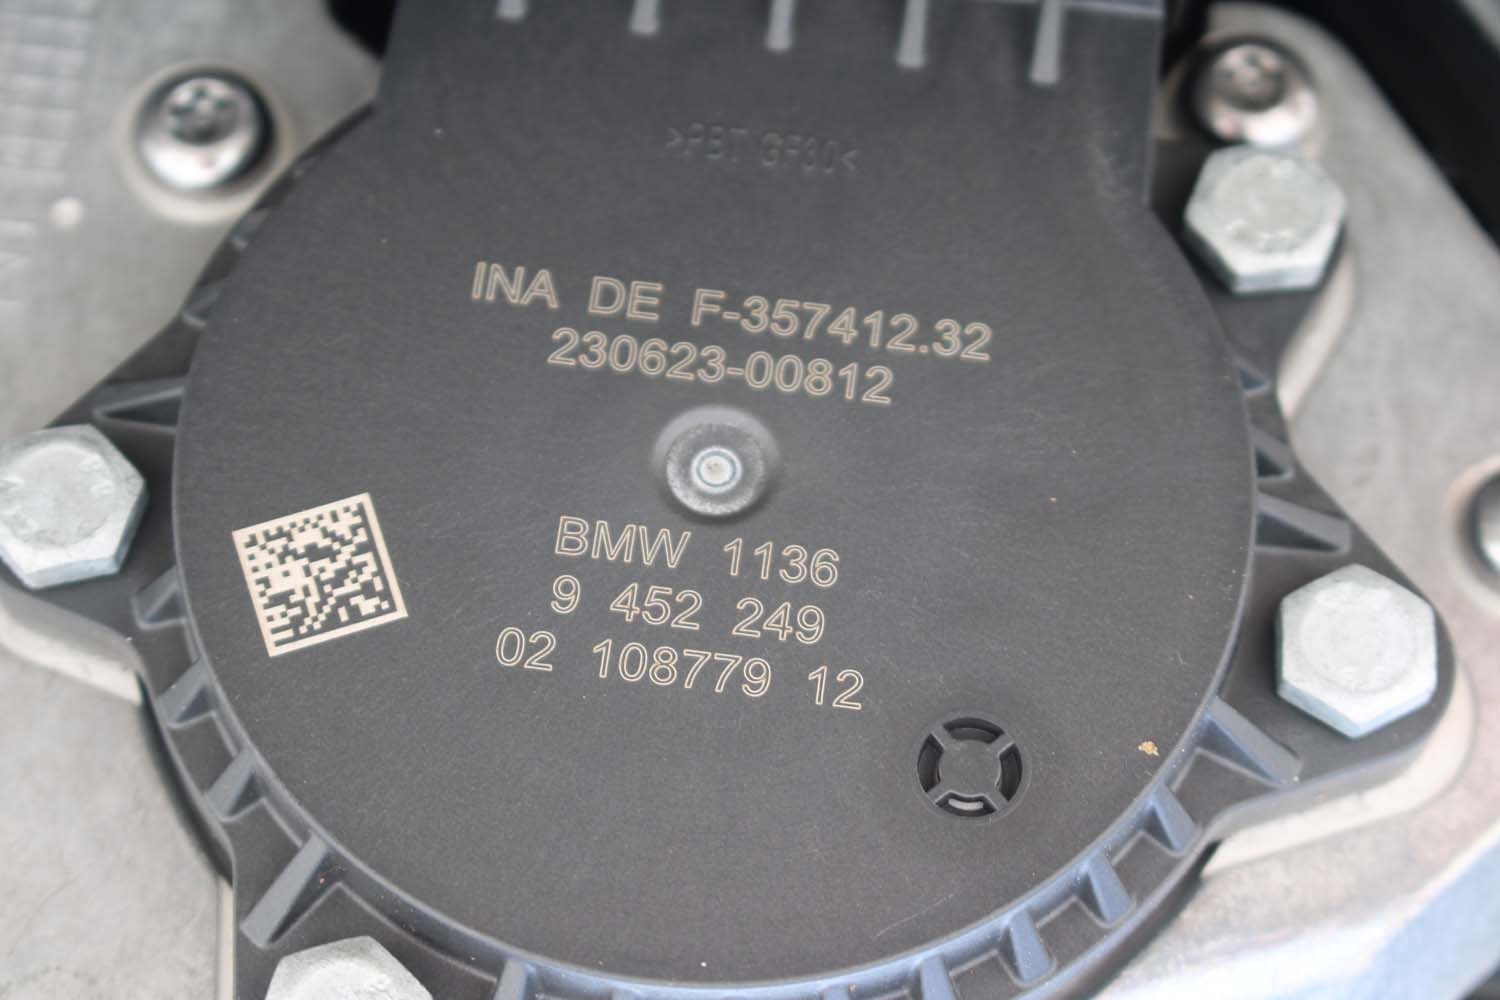 >PBT GF30<
INA DE F-357412.32
230623-00812
BMW 1136
9 452 249
02 108779 12